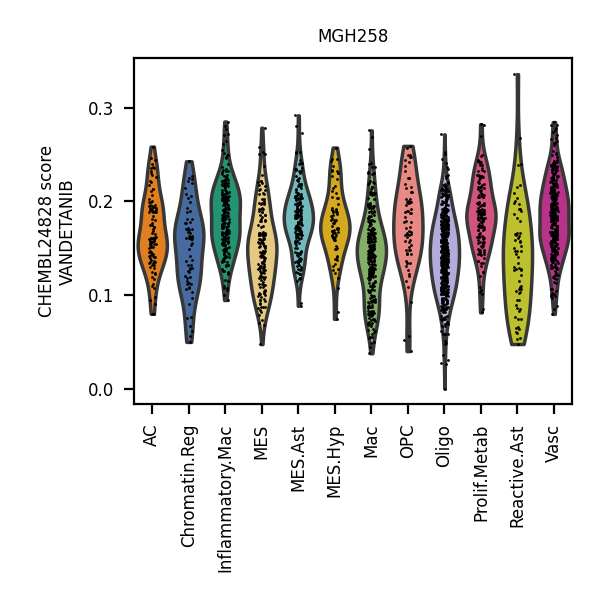 MGH258
CHEMBL24828 score
VANDETANIB
0.3
0.2
0.1
0.0
AC
Chromatin.Reg
Inflammatory.Mac
MES
MES.Ast
MES.Hyp
Mac
OPC
Oligo
Prolif.Metab
Reactive.Ast
Vasc